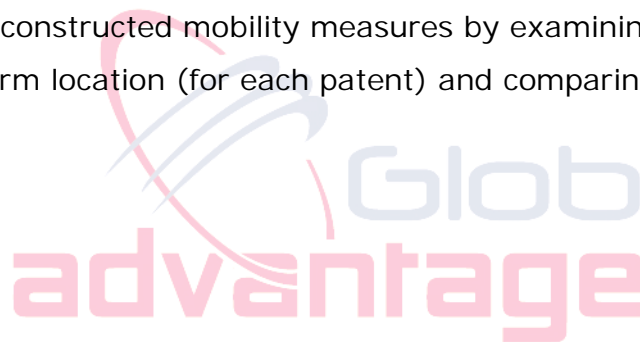 constructed mobility measures by examinin
rm location (for each patent) and comparin
Glob
advantage